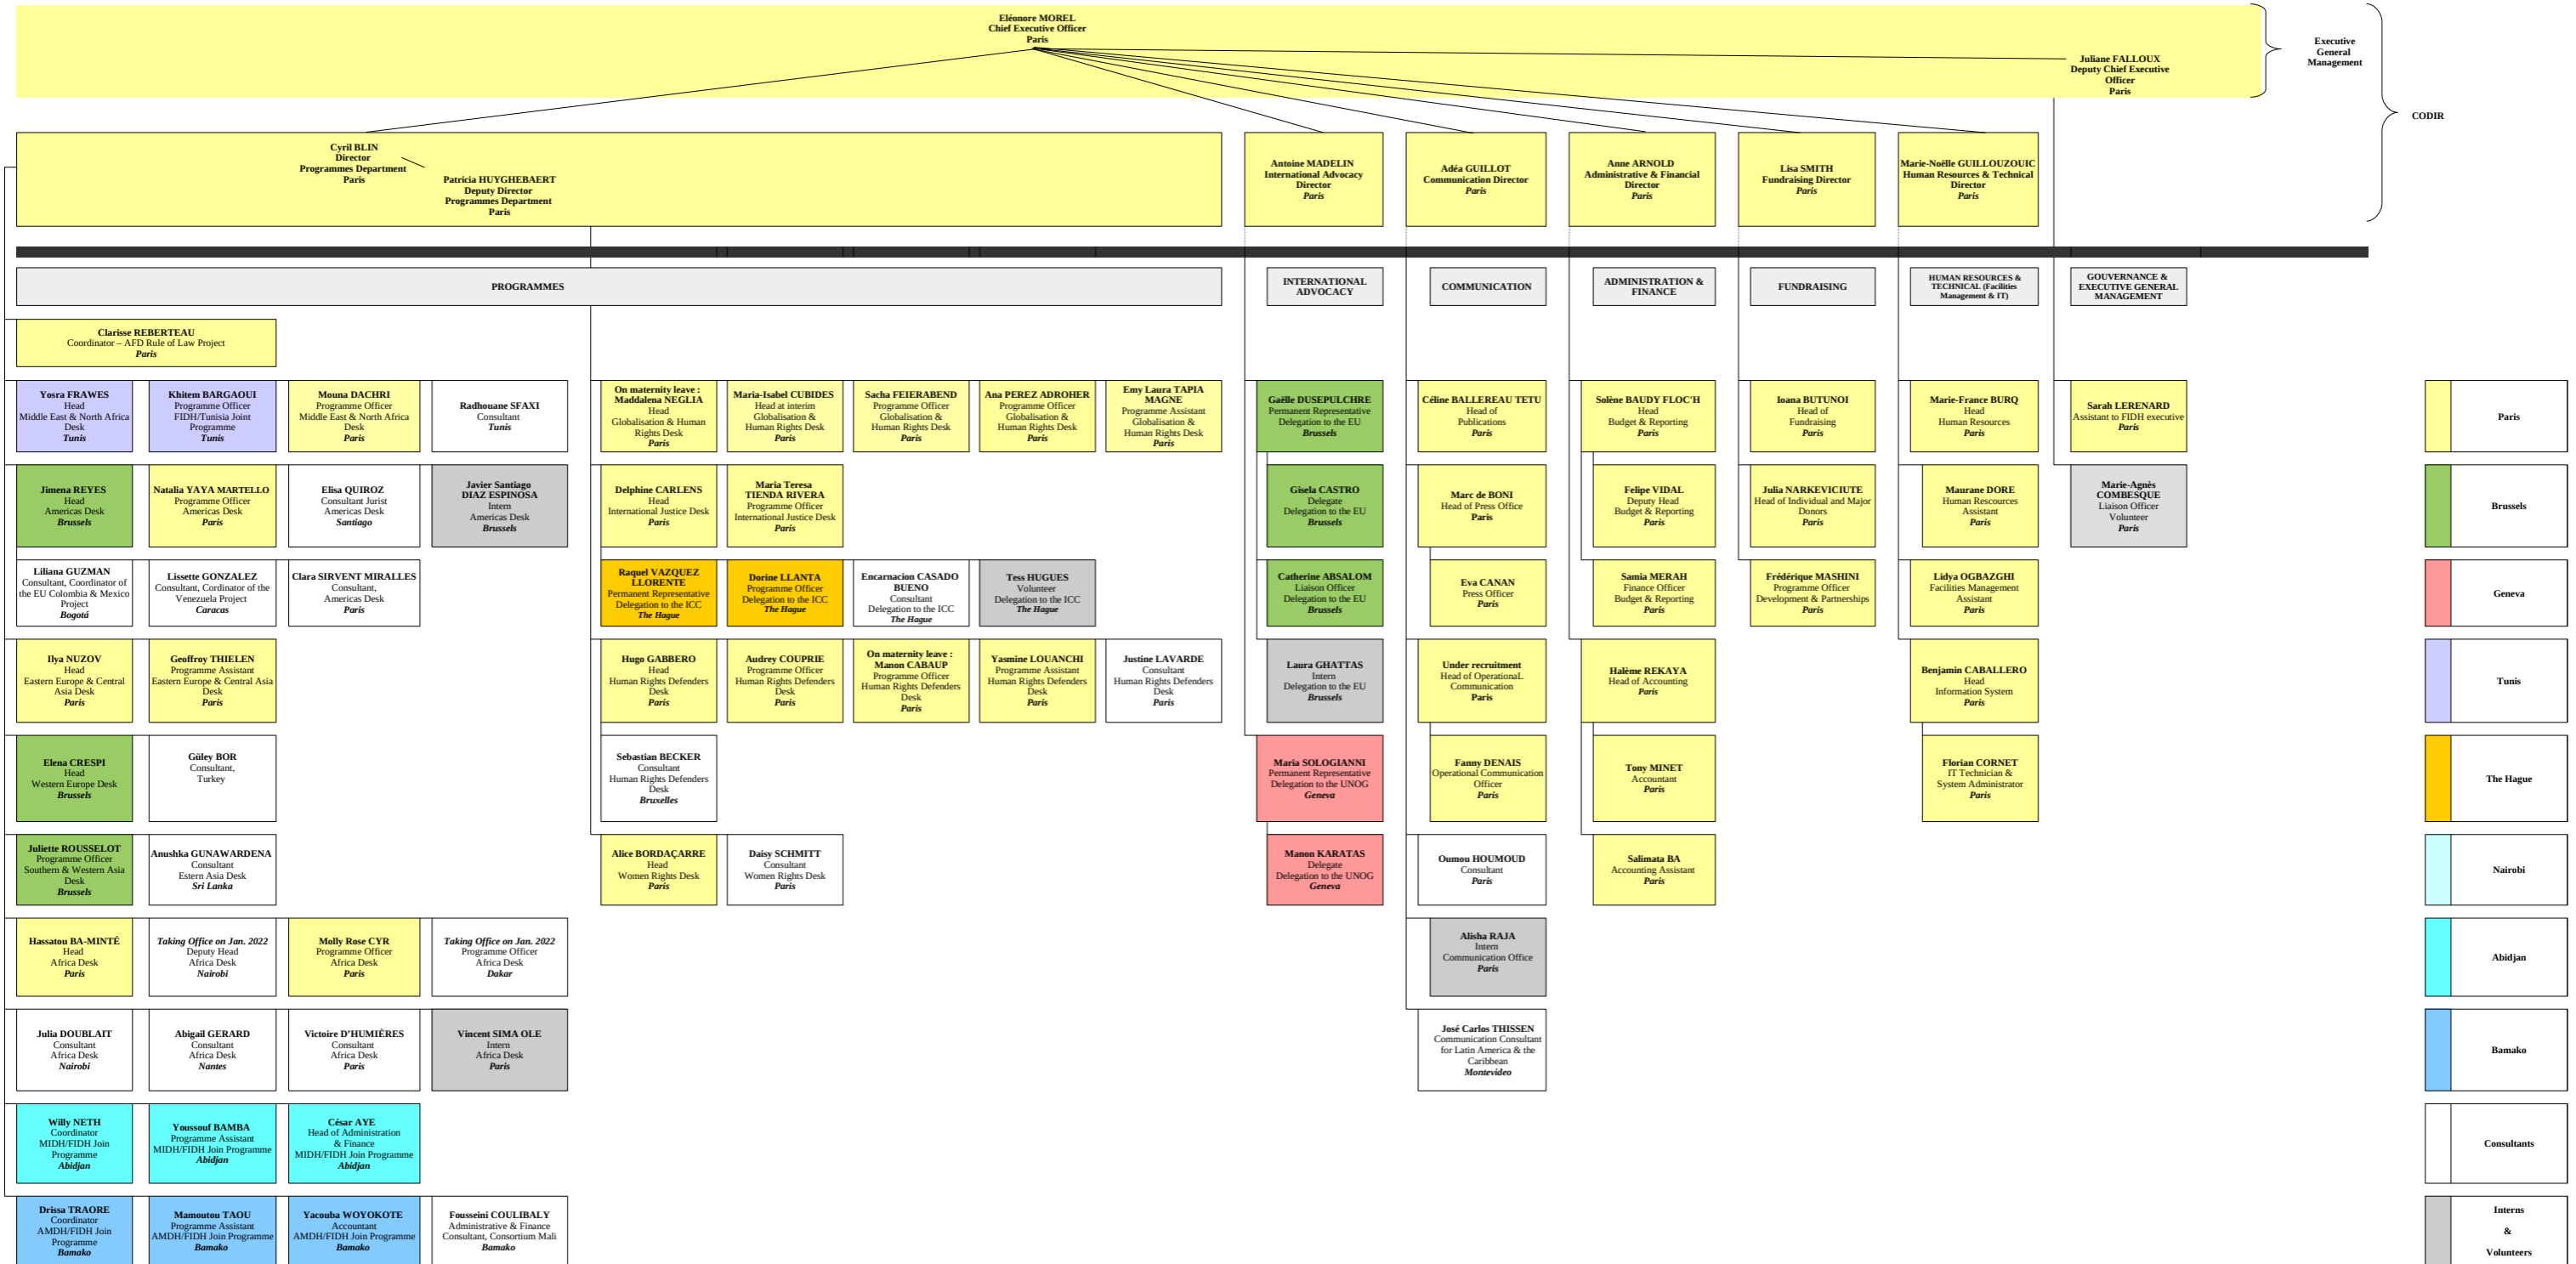 Eléonore MOREL
Chief Executive Officer
Paris
Juliane FALLOUX
Deputy Chief Executive
Officer
Paris
Executive
General
Management
CODIR
Cyril BLIN
Director
Programmes Department
Paris
Patricia HUYGHEBAERT
Deputy Director
Programmes Department
Paris
Antoine MADELIN
International Advocacy
Director
Paris
Adéa GUILLOT
Communication Director
Paris
Anne ARNOLD
Administrative & Financial
Director
Paris
Lisa SMITH
Fundraising Director
Paris
Marie-Noëlle GUILLOUZOUIC
Human Resources & Technical
Director
Paris
PROGRAMMES
INTERNATIONAL
ADVOCACY
COMMUNICATION
ADMINISTRATION &
FINANCE
FUNDRAISING
HUMAN RESOURCES &
TECHNICAL (Facilities
Management & IT)
GOUVERNANCE &
EXECUTIVE GENERAL
MANAGEMENT
Clarisse REBERTEAU
Coordinator – AFD Rule of Law Project
Paris
Yosra FRAWES
Head
Middle East & North Africa
Desk
Tunis
Khitem BARGAOUI
Programme Officer
FIDH/Tunisia Joint
Programme
Tunis
Mouna DACHRI
Programme Officer
Middle East & North Africa
Desk
Paris
Radhouane SFAXI
Consultant
Tunis
On maternity leave :
Maddalena NEGLIA
Head
Globalisation & Human
Rights Desk
Paris
Maria-Isabel CUBIDES
Head at interim
Globalisation &
Human Rights Desk
Paris
Sacha FEIERABEND
Programme Officer
Globalisation &
Human Rights Desk
Paris
Ana PEREZ ADROHER
Programme Officer
Globalisation &
Human Rights Desk
Paris
Emy Laura TAPIA
MAGNE
Programme Assistant
Globalisation &
Human Rights Desk
Paris
Gaëlle DUSEPULCHRE
Permanent Representative
Delegation to the EU
Brussels
Céline BALLEREAU TETU
Head of
Publications
Paris
Solène BAUDY FLOC'H
Head
Budget & Reporting
Paris
Ioana BUTUNOI
Head of
Fundraising
Paris
Marie-France BURQ
Head
Human Resources
Paris
Sarah LERENARD
Assistant to FIDH executive
Paris
Paris
Jimena REYES
Head
Americas Desk
Brussels
Natalia YAYA MARTELLO
Programme Officer
Americas Desk
Paris
Elisa QUIROZ
Consultant Jurist
Americas Desk
Santiago
Javier Santiago
DIAZ ESPINOSA
Intern
Americas Desk
Brussels
Delphine CARLENS
Head
International Justice Desk
Paris
Maria Teresa
TIENDA RIVERA
Programme Officer
International Justice Desk
Paris
Gisela CASTRO
Delegate
Delegation to the EU
Brussels
Marc de BONI
Head of Press Office
Paris
Felipe VIDAL
Deputy Head
Budget & Reporting
Paris
Julia NARKEVICIUTE
Head of Individual and Major
Donors
Paris
Maurane DORE
Human Rescources
Assistant
Paris
Marie-Agnès
COMBESQUE
Liaison Officer
Volunteer
Paris
Brussels
Liliana GUZMAN
Consultant, Coordinator of
the EU Colombia & Mexico
Project
Bogotá
Lissette GONZALEZ
Consultant, Cordinator of the
Venezuela Project
Caracas
Clara SIRVENT MIRALLES
Consultant,
Americas Desk
Paris
Raquel VAZQUEZ
LLORENTE
Permanent Representative
Delegation to the ICC
The Hague
Dorine LLANTA
Programme Officer
Delegation to the ICC
The Hague
Encarnacion CASADO
BUENO
Consultant
Delegation to the ICC
The Hague
Tess HUGUES
Volunteer
Delegation to the ICC
The Hague
Catherine ABSALOM
Liaison Officer
Delegation to the EU
Brussels
Eva CANAN
Press Officer
Paris
Samia MERAH
Finance Officer
Budget & Reporting
Paris
Frédérique MASHINI
Programme Officer
Development & Partnerships
Paris
Lidya OGBAZGHI
Facilities Management
Assistant
Paris
Geneva
Ilya NUZOV
Head
Eastern Europe & Central
Asia Desk
Paris
Geoffroy THIELEN
Programme Assistant
Eastern Europe & Central Asia
Desk
Paris
Hugo GABBERO
Head
Human Rights Defenders
Desk
Paris
Audrey COUPRIE
Programme Officer
Human Rights Defenders
Desk
Paris
On maternity leave :
Manon CABAUP
Programme Officer
Human Rights Defenders
Desk
Paris
Yasmine LOUANCHI
Programme Assistant
Human Rights Defenders
Desk
Paris
Justine LAVARDE
Consultant
Human Rights Defenders
Desk
Paris
Laura GHATTAS
Intern
Delegation to the EU
Brussels
Under recruitment
Head of OperationaL
Communication
Paris
Halème REKAYA
Head of Accounting
Paris
Benjamin CABALLERO
Head
Information System
Paris
Tunis
Elena CRESPI
Head
Western Europe Desk
Brussels
Güley BOR
Consultant,
Turkey
Sebastian BECKER
Consultant
Human Rights Defenders
Desk
Bruxelles
Maria SOLOGIANNI
Permanent Representative
Delegation to the UNOG
Geneva
Fanny DENAIS
Operational Communication
Officer
Paris
Tony MINET
Accountant
Paris
Florian CORNET
IT Technician &
System Administrator
Paris
The Hague
Juliette ROUSSELOT
Programme Officer
Southern & Western Asia
Desk
Brussels
Anushka GUNAWARDENA
Consultant
Estern Asia Desk
Sri Lanka
Alice BORDAÇARRE
Head
Women Rights Desk
Paris
Daisy SCHMITT
Consultant
Women Rights Desk
Paris
Manon KARATAS
Delegate
Delegation to the UNOG
Geneva
Oumou HOUMOUD
Consultant
Paris
Salimata BA
Accounting Assistant
Paris
Nairobi
Hassatou BA-MINTÉ
Head
Africa Desk
Paris
Taking Office on Jan. 2022
Deputy Head
Africa Desk
Nairobi
Molly Rose CYR
Programme Officer
Africa Desk
Paris
Taking Office on Jan. 2022
Programme Officer
Africa Desk
Dakar
Alisha RAJA
Intern
Communication Office
Paris
Abidjan
Julia DOUBLAIT
Consultant
Africa Desk
Nairobi
Abigail GERARD
Consultant
Africa Desk
Nantes
Victoire D’HUMIÈRES
Consultant
Africa Desk
Paris
Vincent SIMA OLE
Intern
Africa Desk
Paris
José Carlos THISSEN
Communication Consultant
for Latin America & the
Caribbean
Montevideo
Bamako
Willy NETH
Coordinator
MIDH/FIDH Join
Programme
Abidjan
Youssouf BAMBA
Programme Assistant
MIDH/FIDH Join Programme
Abidjan
César AYE
Head of Administration
& Finance
MIDH/FIDH Join Programme
Abidjan
Consultants
Drissa TRAORE
Coordinator
AMDH/FIDH Join
Programme
Bamako
Mamoutou TAOU
Programme Assistant
AMDH/FIDH Join Programme
Bamako
Yacouba WOYOKOTE
Accountant
AMDH/FIDH Join Programme
Bamako
Fousseini COULIBALY
Administrative & Finance
Consultant, Consortium Mali
Bamako
Interns
&
Volunteers